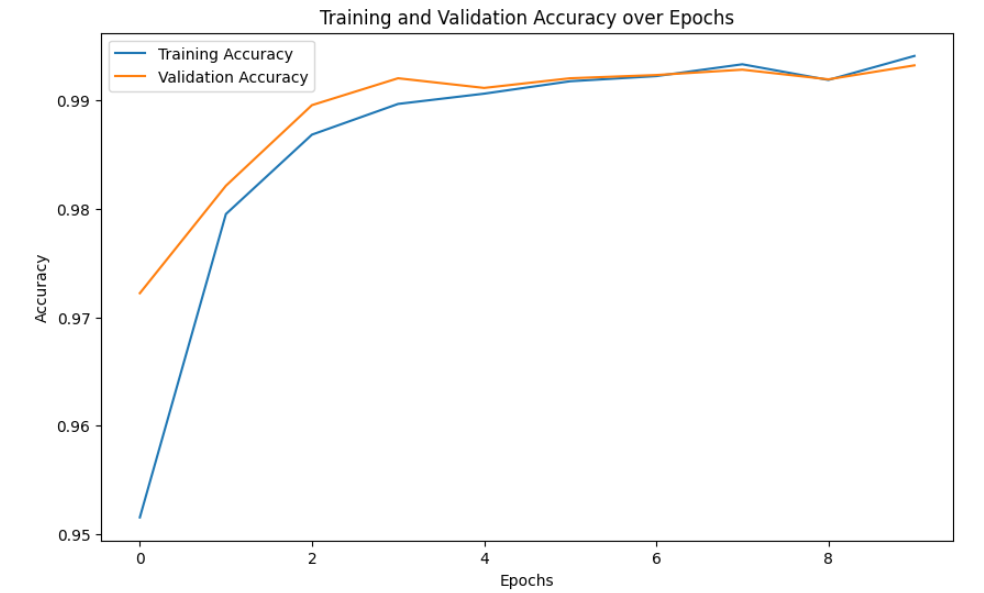 Training and Validation Accuracy over Epochs
Training Accuracy
Validation Accuracy
0.99
0.98
0.97
0.96
0.95
Accuracy
0 2 4 6 8
Epochs